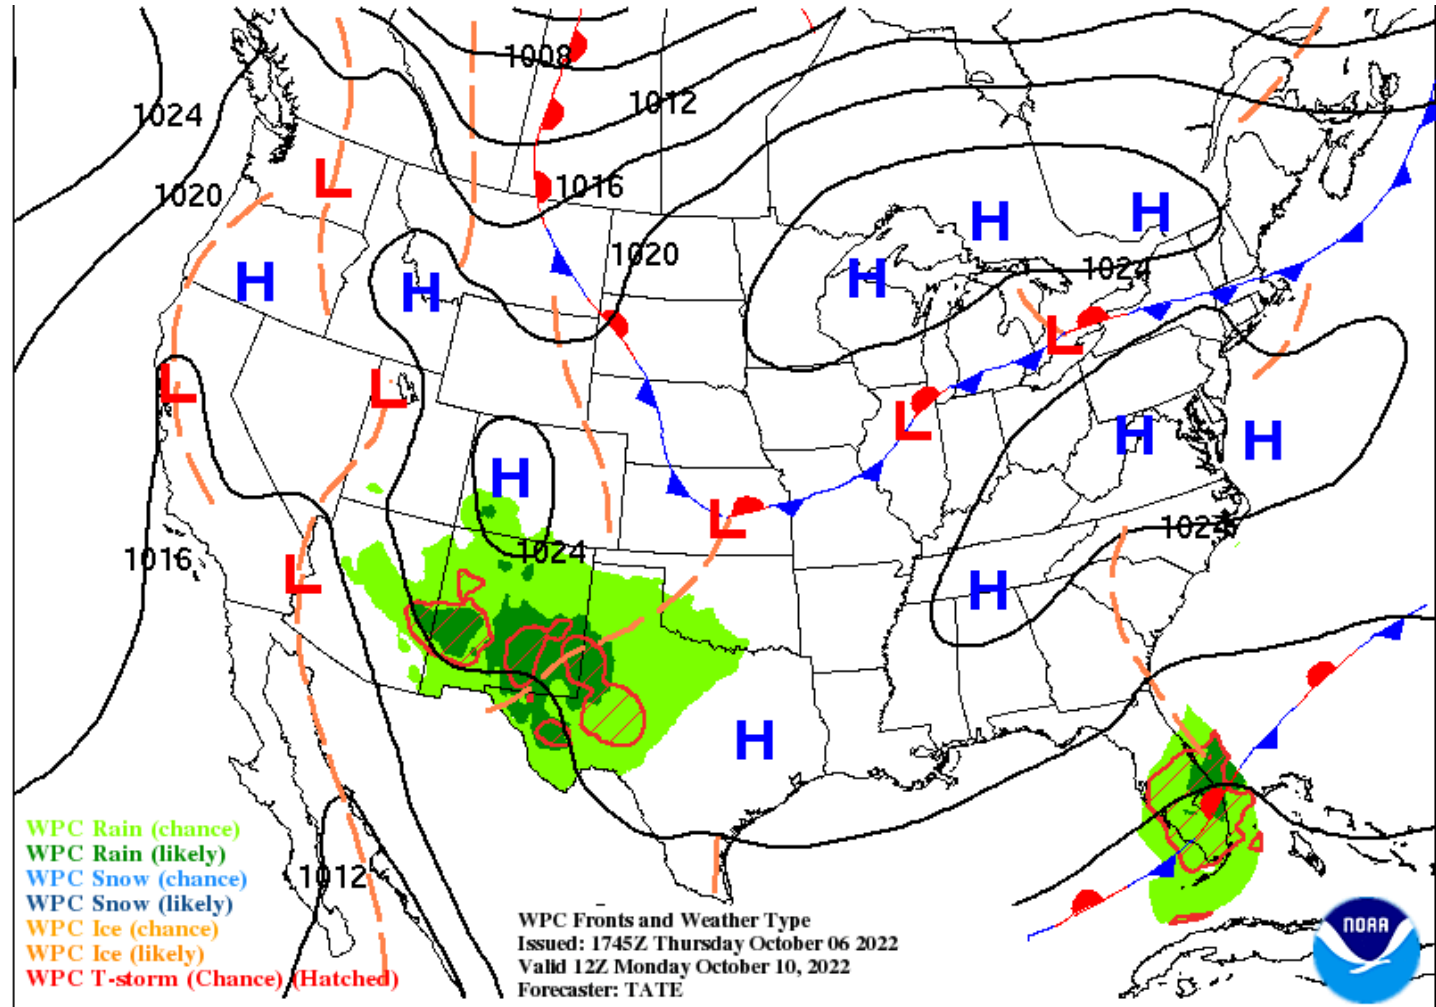 1008
1012
1024
1016
1020
H
H
L
1020
H
H
H
1024
L
L
L
L
H
H
H
L
H
L
1024
1024
1016
L
H
H
WPC Rain (chance)
WPC Rain (likely)
WPC Snow (chance)
WPC Snow (likely)
WPC Ice (chance)
WPC Ice (likely)
WPC T-storm (Chance) (Hatched)
1012
WPC Fronts and Weather Type
Issued: 1745Z Thursday October 06 2022
Valid 12Z Monday October 10, 2022
Forecaster: TATE
NOAA